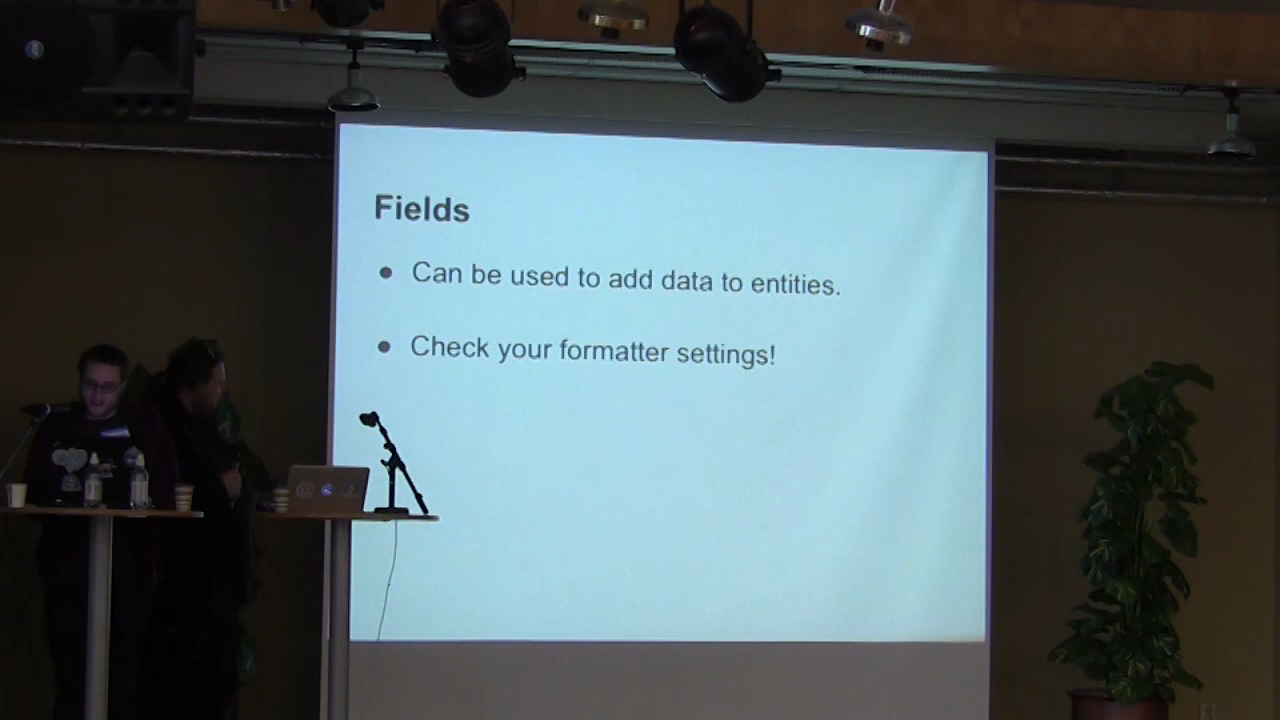 Fields
Can be used to add data to entities.
Check your formatter settings!